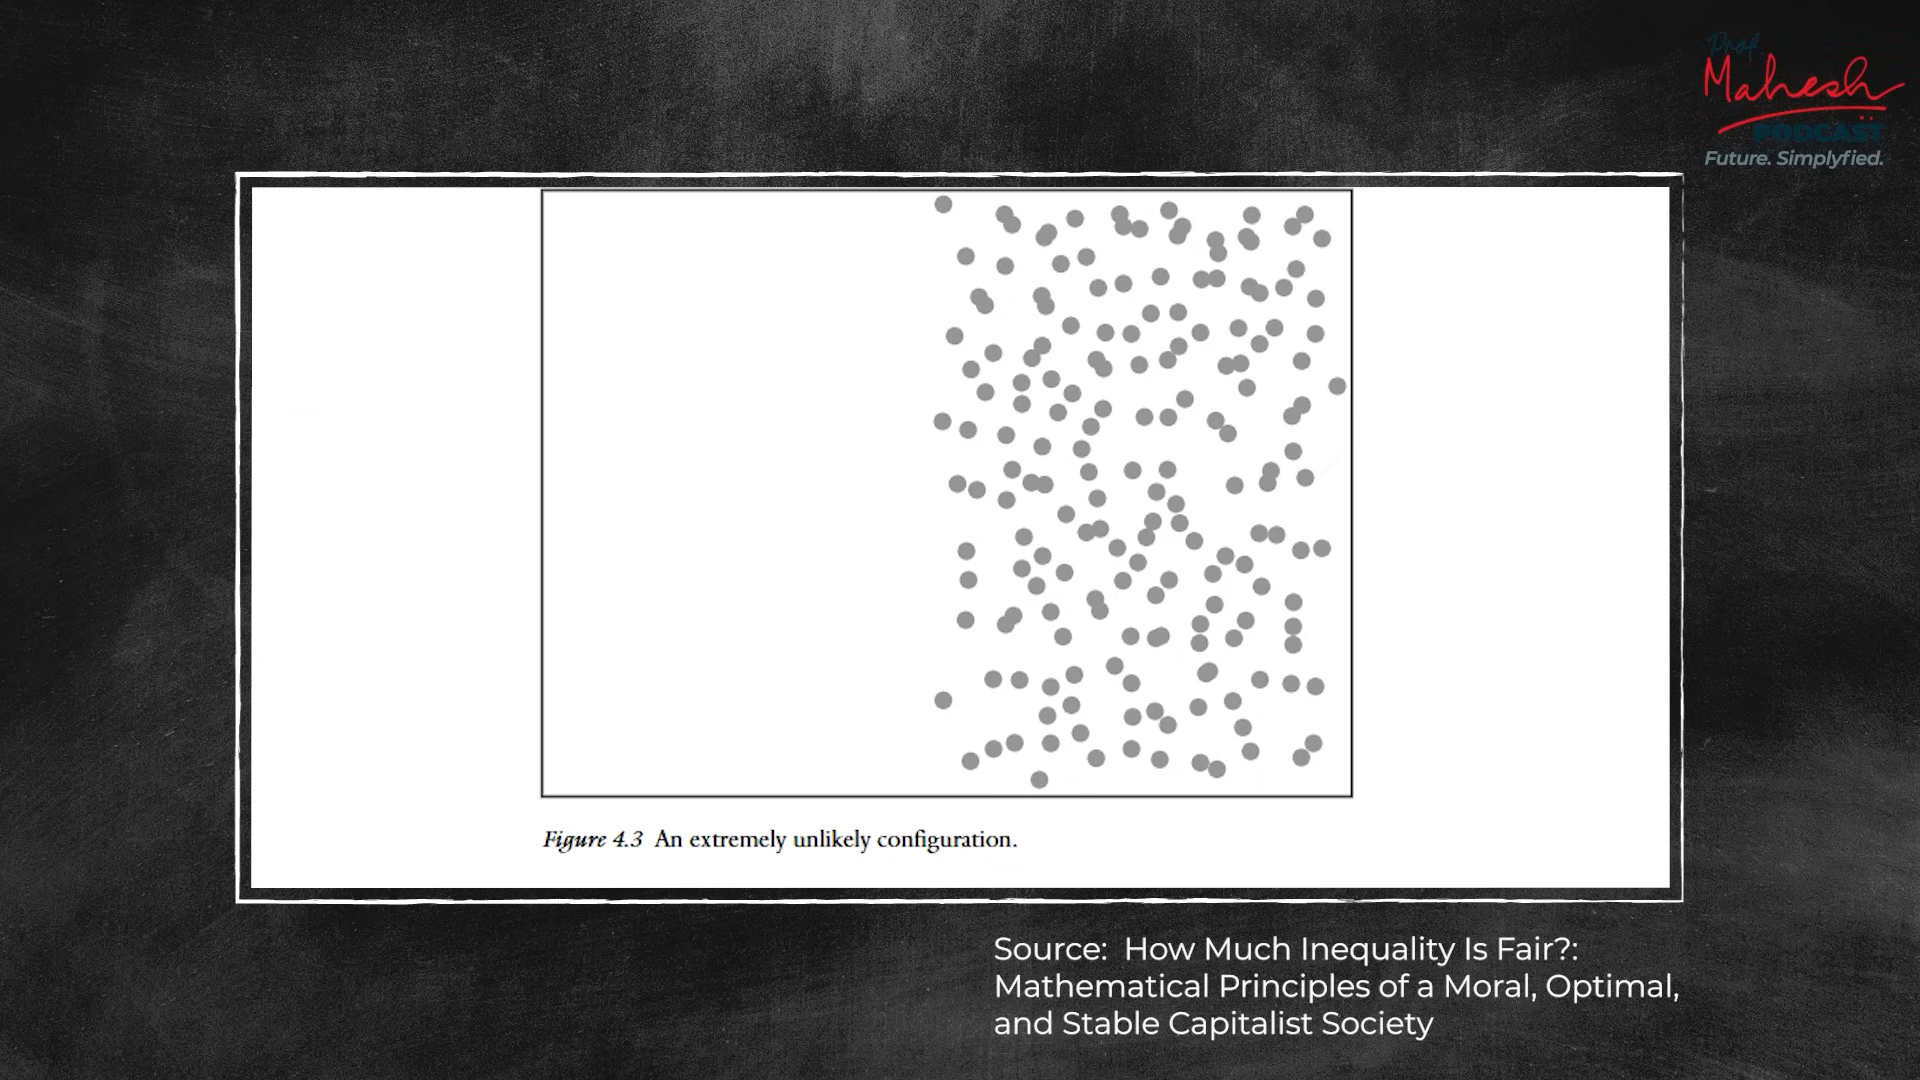 Prof.
Mahesh
PODCAST
Future. Simplyfied.
Figure 4.3 An extremely unlikely configuration.
Source: How Much Inequality Is Fair?:
Mathematical Principles of a Moral, Optimal,
and Stable Capitalist Society